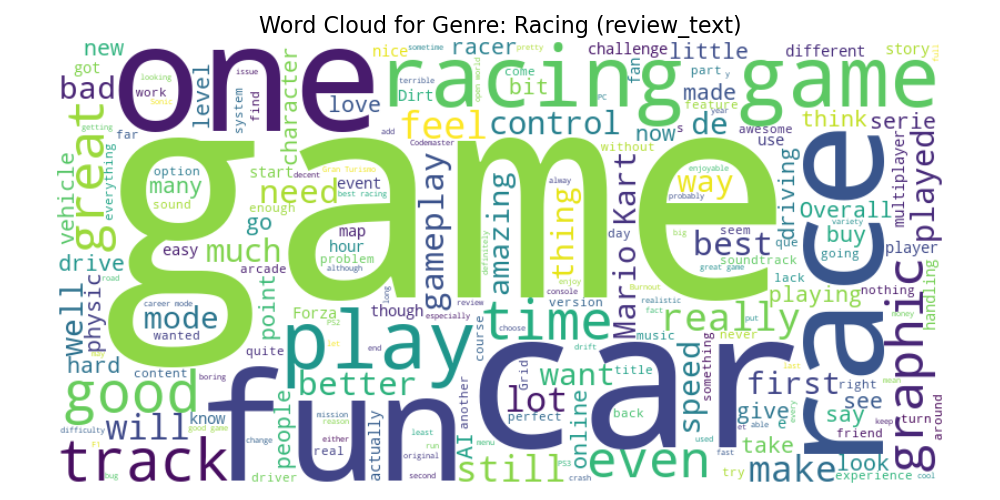 Word Cloud for Genre: Racing (review_text)
new
one
nice
sometime
pretty
racer
racing
game
challenge
little
different
story
ful
got
looking
issue
character
terrible
open world
come
fan
part
y
bad
work
Sonic
level
system
find
love
Dirt
bit
PC
made
feature
year
getting
far
add
Codemaster
feel
control
now
s
de
awesome
think
serie
without
use
great
everything
option
many
sound
start
need
decent
Gran Turismo
best racing
event
enough
game
gameplay
alway
amazing
thing
Mario Kart
enjoyable
way
probably
driving
Overall
variety
multiplayer
played
race
vehicle
go
map
hour
problem
although
definitely
day
big
best
seem
que
buy
going
player
soundtrack
great game
lack
drive
easy
much
arcade
road
physic
well
career mode
mode
wanted
point
long
though
review
console
enjoy
version
Burnout
realistic
playing
nothing
handling
money
Forza
PS2
let
play
especially
course
time
music
fact
really
put
never
graphic
hard
content
quite
boring
end
choose
drift
car
speed
something
last
may
good
fun
better
another
Grid
want
title
first
right
mean
will
know
good game
people
mission
reason
either
real
actually
least
run
original
second
AI
lot
perfect
online
back
give
er
able
e
every
see
say
friend
keep
turn
around
difficulty
F1
bug
track
change
driver
menu
still
PS3
crash
even
used
fast
try
take
make
look
experience
cool